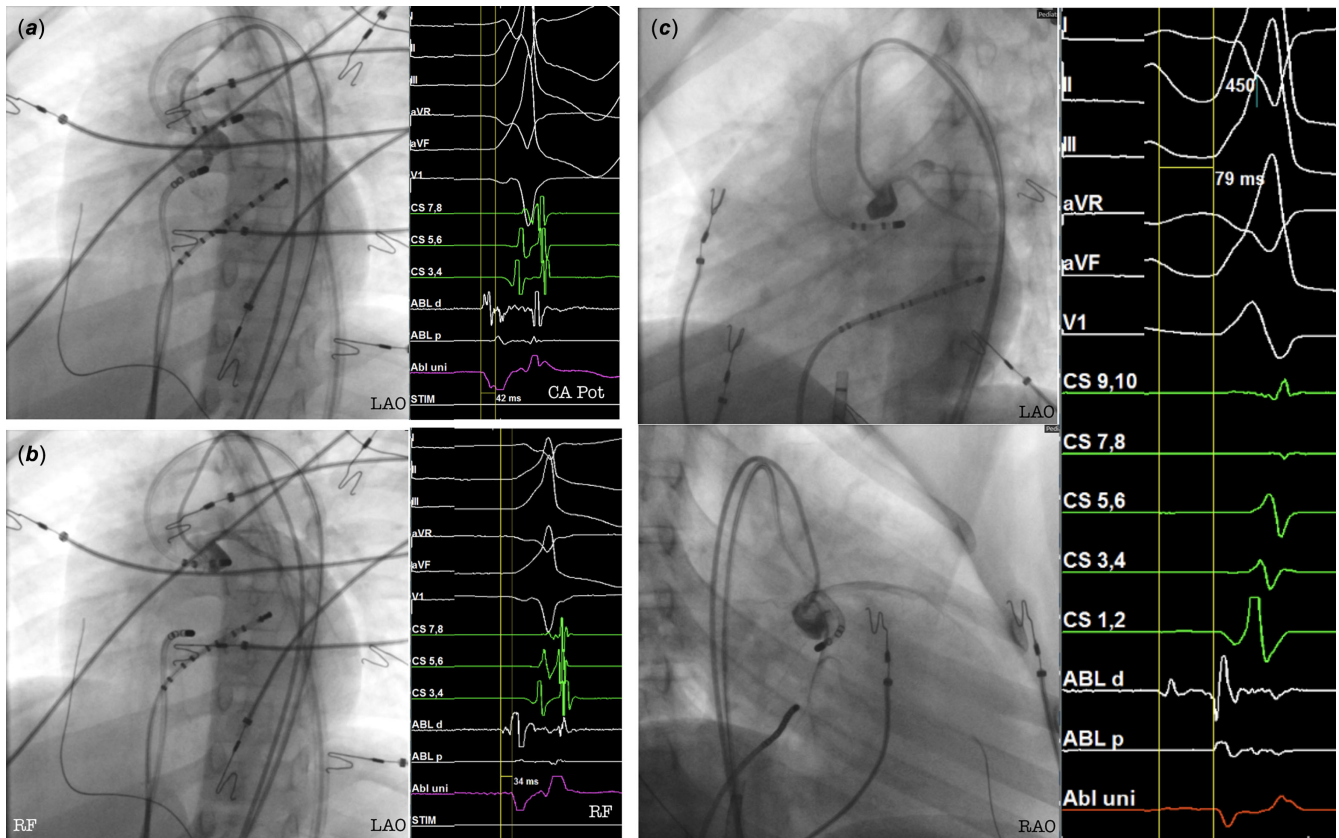 (a)
I
II
III
aVR
aVF
V1
CS 7,8
CS 5,6
CS 3,4
ABL d
ABL p
Abl uni
STIM
42 ms
CA Pot
LAO
(b)
I
II
III
aVR
aVF
V1
CS 7,8
CS 5,6
CS 3,4
ABL d
ABL p
Abl uni
STIM
34 ms
RF
RF
LAO
(c)
Pediat
LAO
RAO
I
II
III
aVR
aVF
V1
CS 9,10
CS 7,8
CS 5,6
CS 3,4
CS 1,2
ABL d
ABL p
Abl uni
450
79 ms